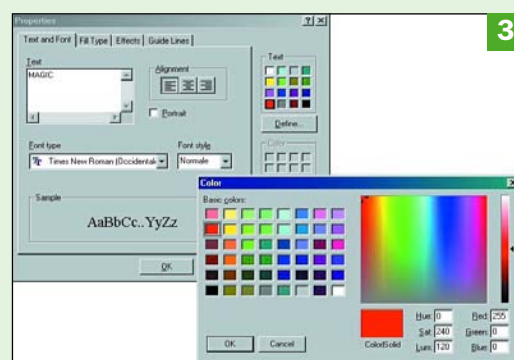 Properties
3
Text and Font
Fill Type
Effects
Guide Lines
Text
MAGIC
Alignment
Portrait
Text
Define...
Color
Font type
Times New Roman (Occidental
Font style
Normale
Sample
AaBbCc..YyZz
OK
Color
Basic colors:
Hue: 0
Red: 255
Sat: 240
Green: 0
Color|Solid
Lum: 120
Blue: 0
OK
Cancel